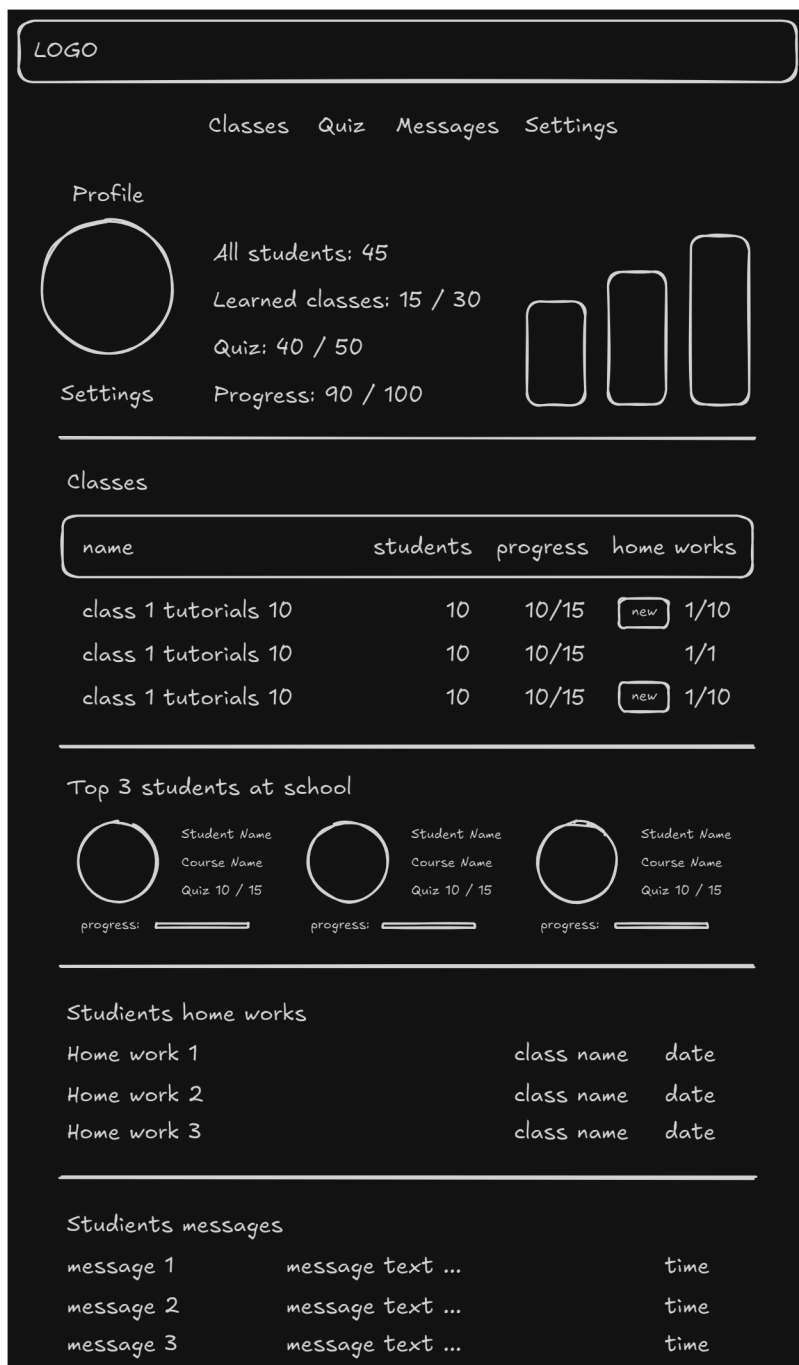 LOGO
Classes Quiz Messages Settings
Profile
All students: 45
Learned classes: 15 / 30
Quiz: 40 / 50
Settings
Progress: 90 / 100
Classes
name students progress home works
class 1 tutorials 10 10 10/15 new 1/10
class 1 tutorials 10 10 10/15 1/1
class 1 tutorials 10 10 10/15 new 1/10
Top 3 students at school
Student Name Student Name Student Name
Course Name Course Name Course Name
Quiz 10 / 15 Quiz 10 / 15 Quiz 10 / 15
progress: progress: progress:
Studients home works
Home work 1 class name date
Home work 2 class name date
Home work 3 class name date
Studients messages
message 1 message text ... time
message 2 message text ... time
message 3 message text ... time